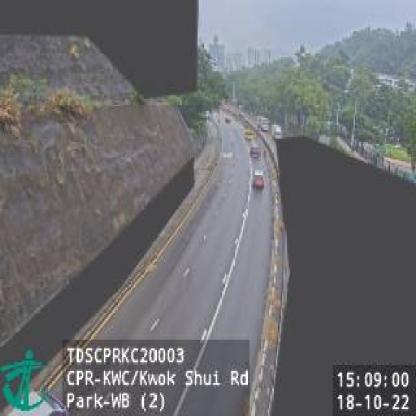 TDSCPRKC20003
CPR-KWC/Kwok Shui Rd
Park-WB (2)
15:09:00
18-10-22